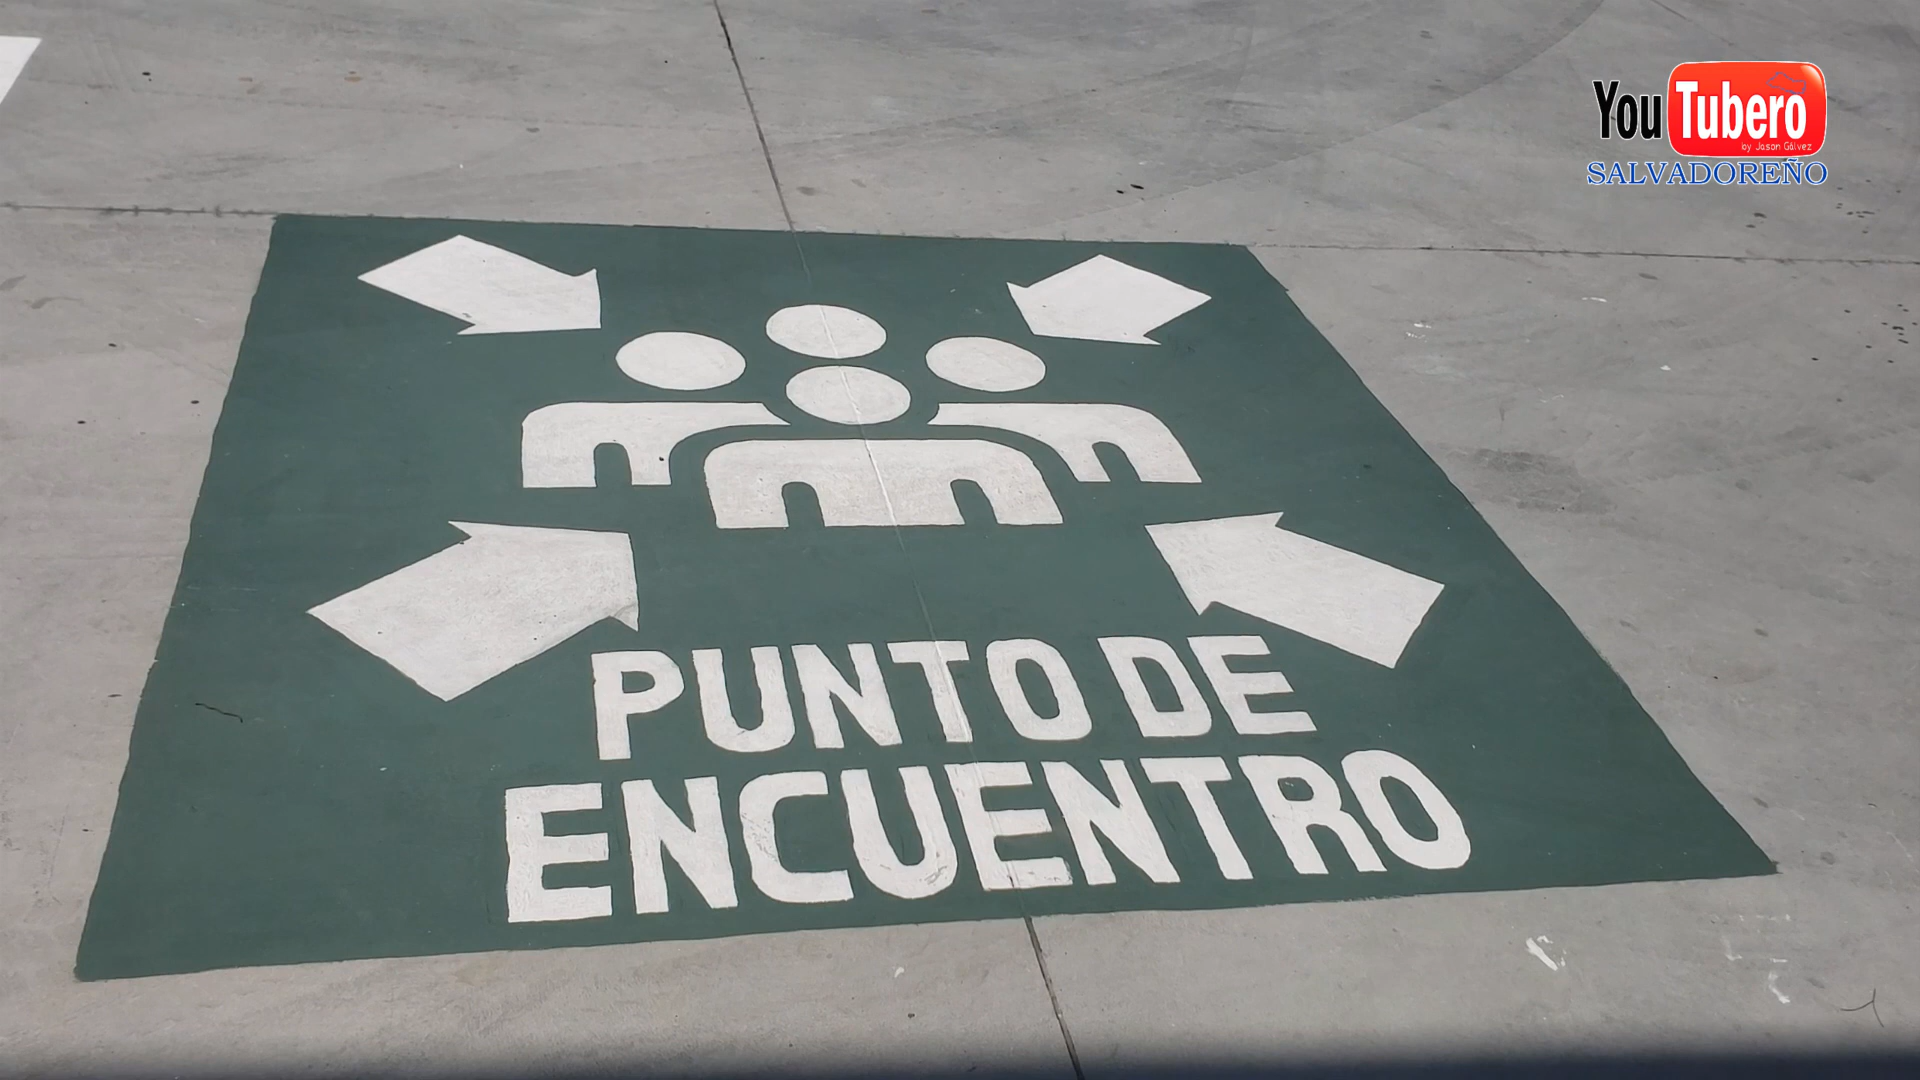 YouTubero
by Jason Gálvez
SALVADOREÑO
PUNTO DE
ENCUENTRO